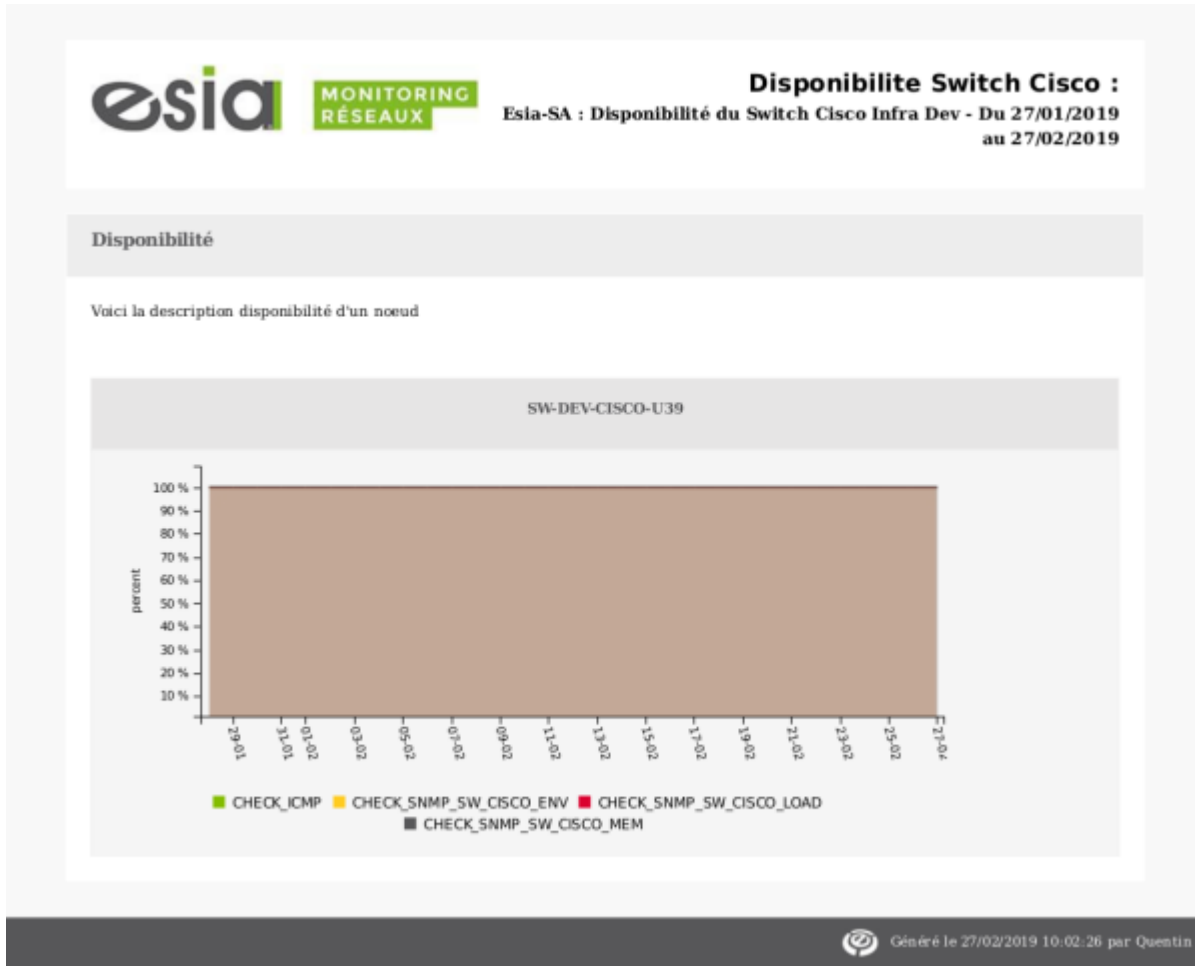 esia
MONITORING
RÉSEAUX
Disponibilite Switch Cisco :
Esia-SA : Disponibilité du Switch Cisco Infra Dev - Du 27/01/2019
au 27/02/2019
Disponibilité
Voici la description disponibilité d'un noeud
SW-DEV-CISCO-U39
100 %
90 %
80 %
70 %
60 %
50 %
40 %
30 %
20 %
10 %
percent
29-01
31-01
01-02
03-02
05-02
07-02
09-02
11-02
13-02
15-02
17-02
19-02
21-02
23-02
25-02
CHECK_ICMP CHECK_SNMP_SW_CISCO_ENV CHECK_SNMP_SW_CISCO_LOAD
CHECK_SNMP_SW_CISCO_MEM
Généré le 27/02/2019 10:02:26 par Quentin